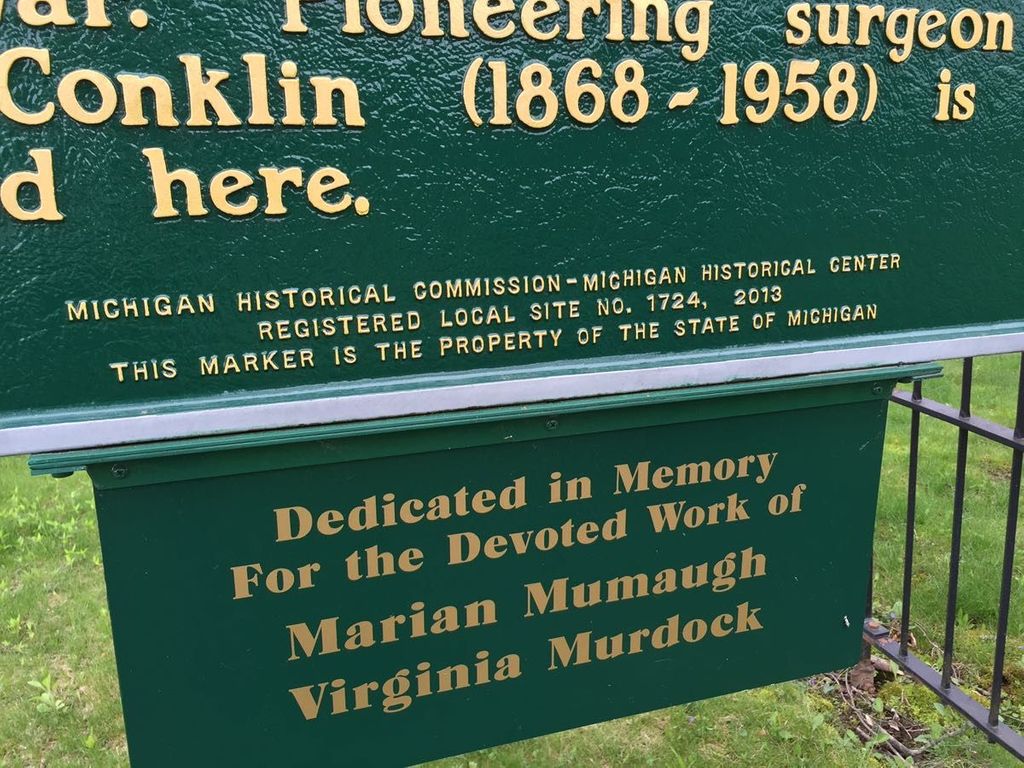 Pioneering surgeon
Conklin (1868~1958) is
here.
MICHIGAN HISTORICAL COMMISSION-MICHIGAN HISTORICAL CENTER
REGISTERED LOCAL SITE NO. 1724, 2013
THIS MARKER IS THE PROPERTY OF THE STATE OF MICHIGAN
Dedicated in Memory
For the Devoted Work of
Marian Mumaugh
Virginia Murdock